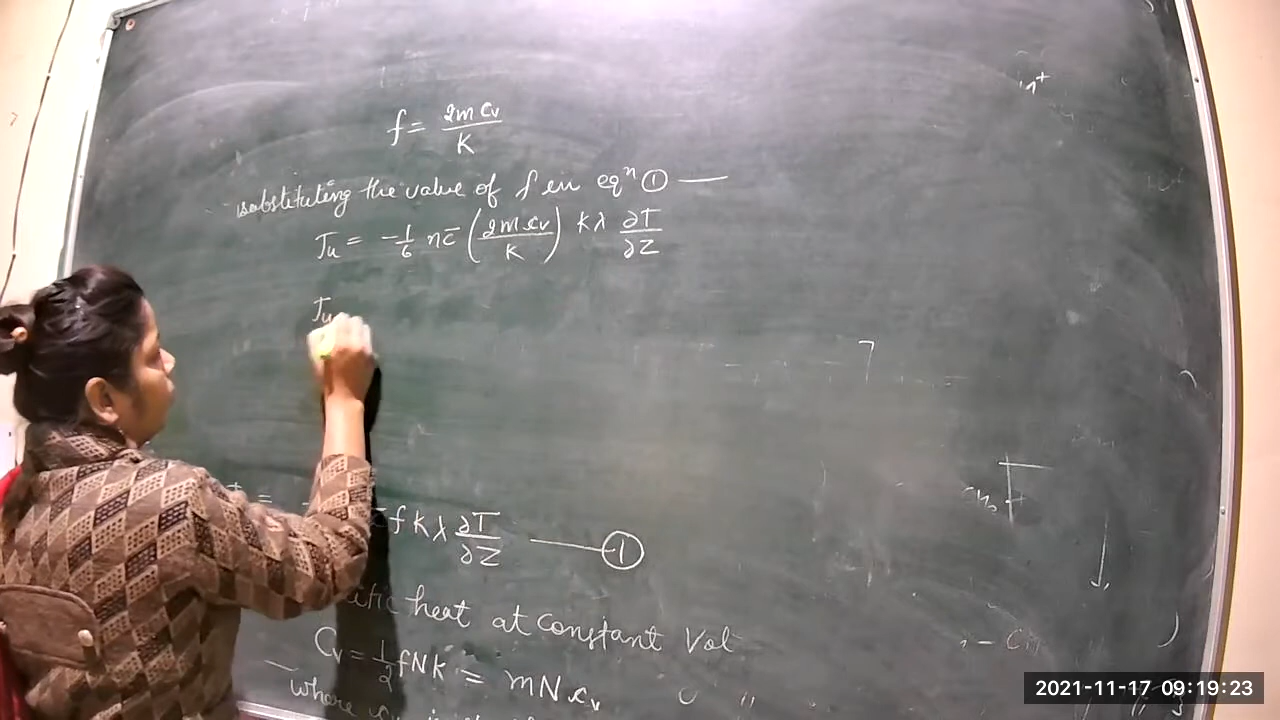 n⁺
f = 2m Cv / K
substituting the value of f in eqⁿ ① —
Ju = -1/6 n c̄ (2m cv / K) K λ ∂T/∂Z
Ju
f K λ ∂T/∂Z — ①
heat at constant Vol
Cv = 1/2 f N K = m N cv
where
2021-11-17 09:19:23